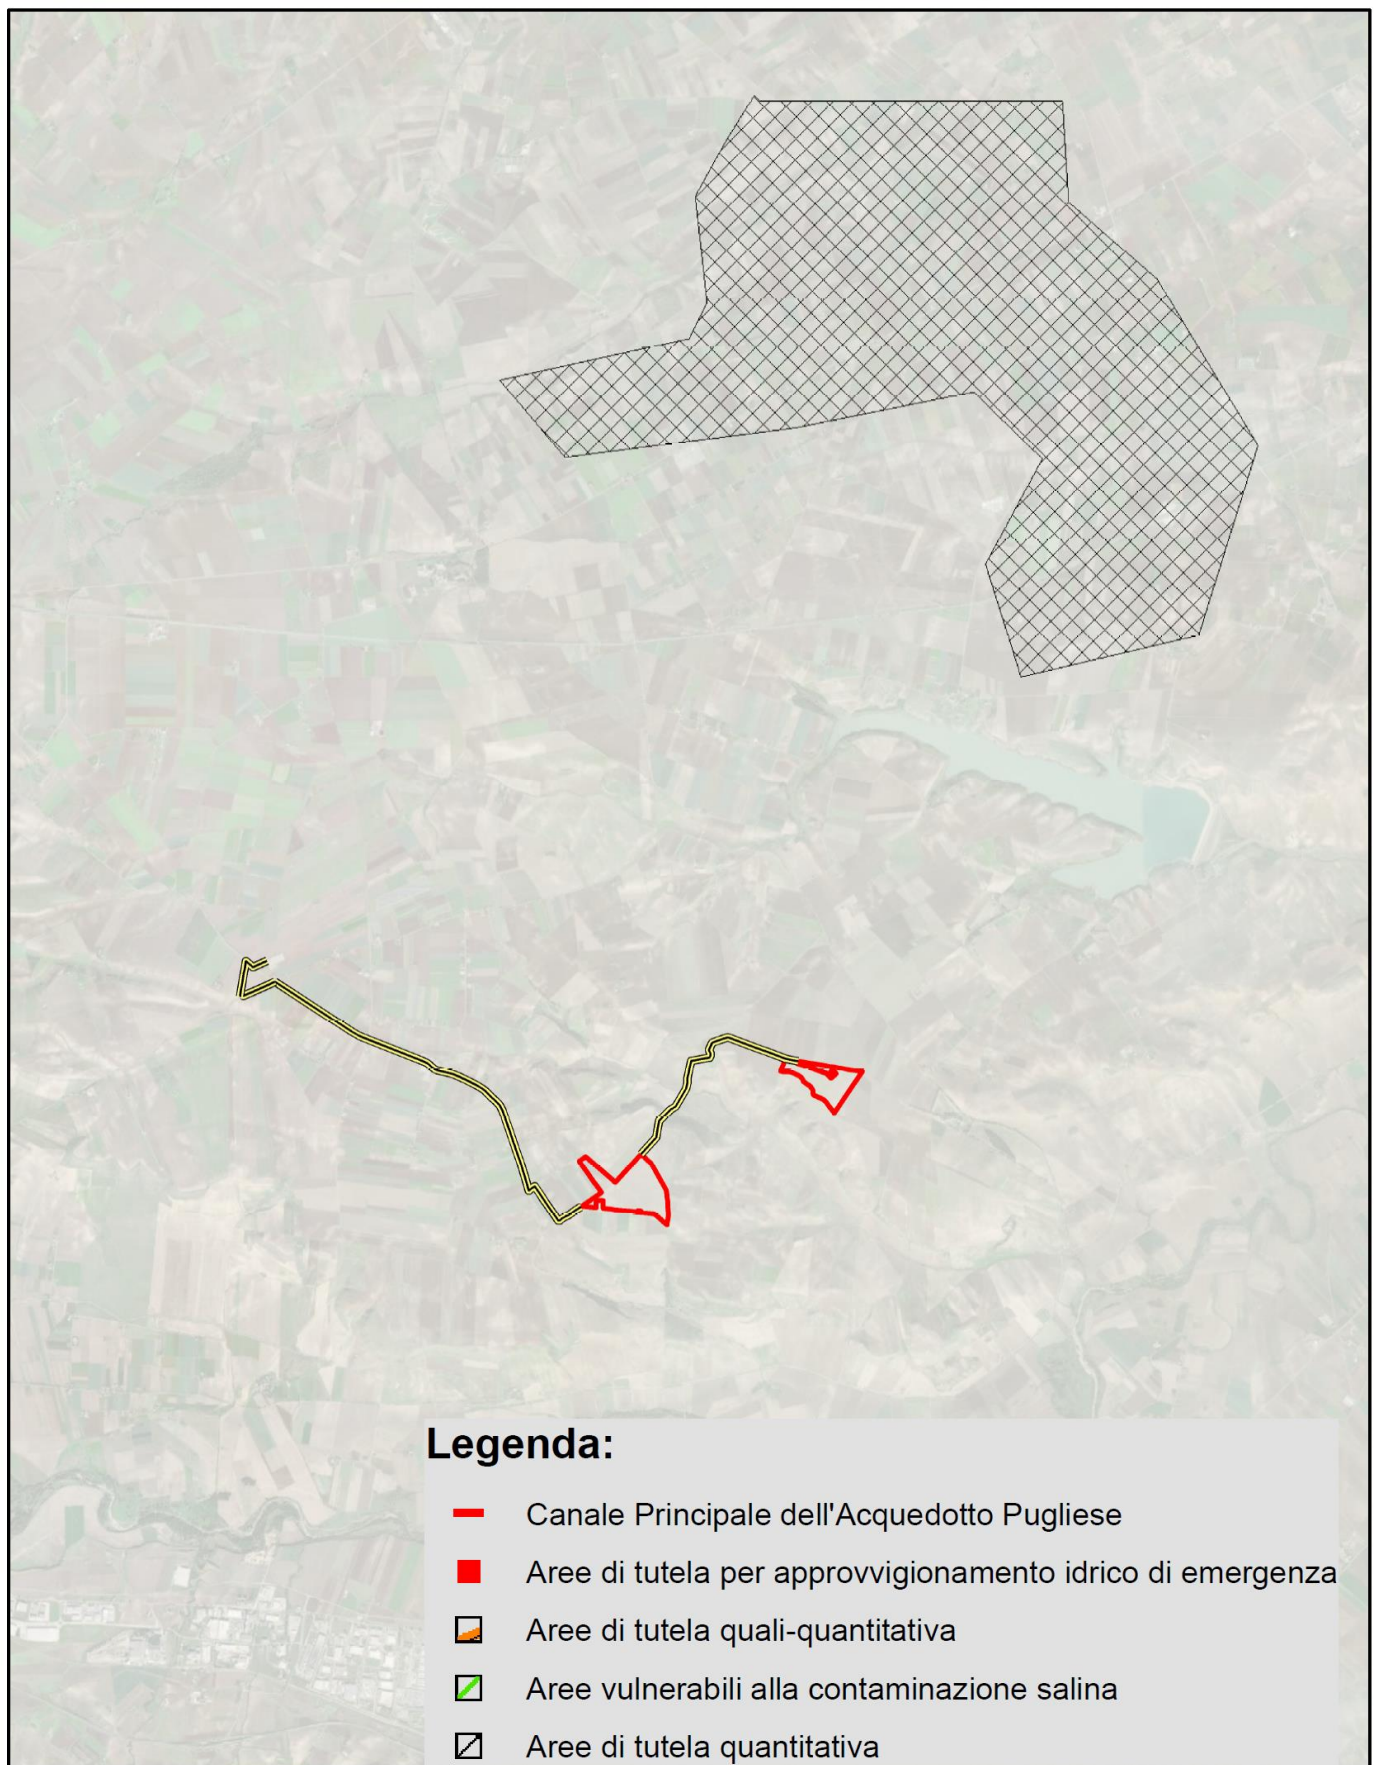 Legenda:
Canale Principale dell'Acquedotto Pugliese
Aree di tutela per approvvigionamento idrico di emergenza
Aree di tutela quali-quantitativa
Aree vulnerabili alla contaminazione salina
Aree di tutela quantitativa